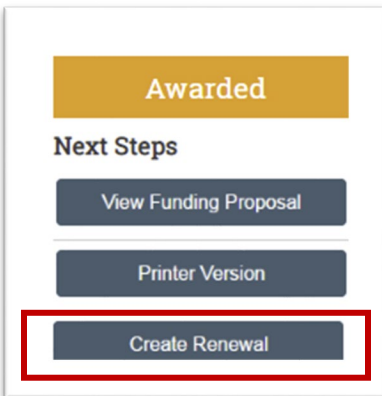 Awarded
Next Steps
View Funding Proposal
Printer Version
Create Renewal